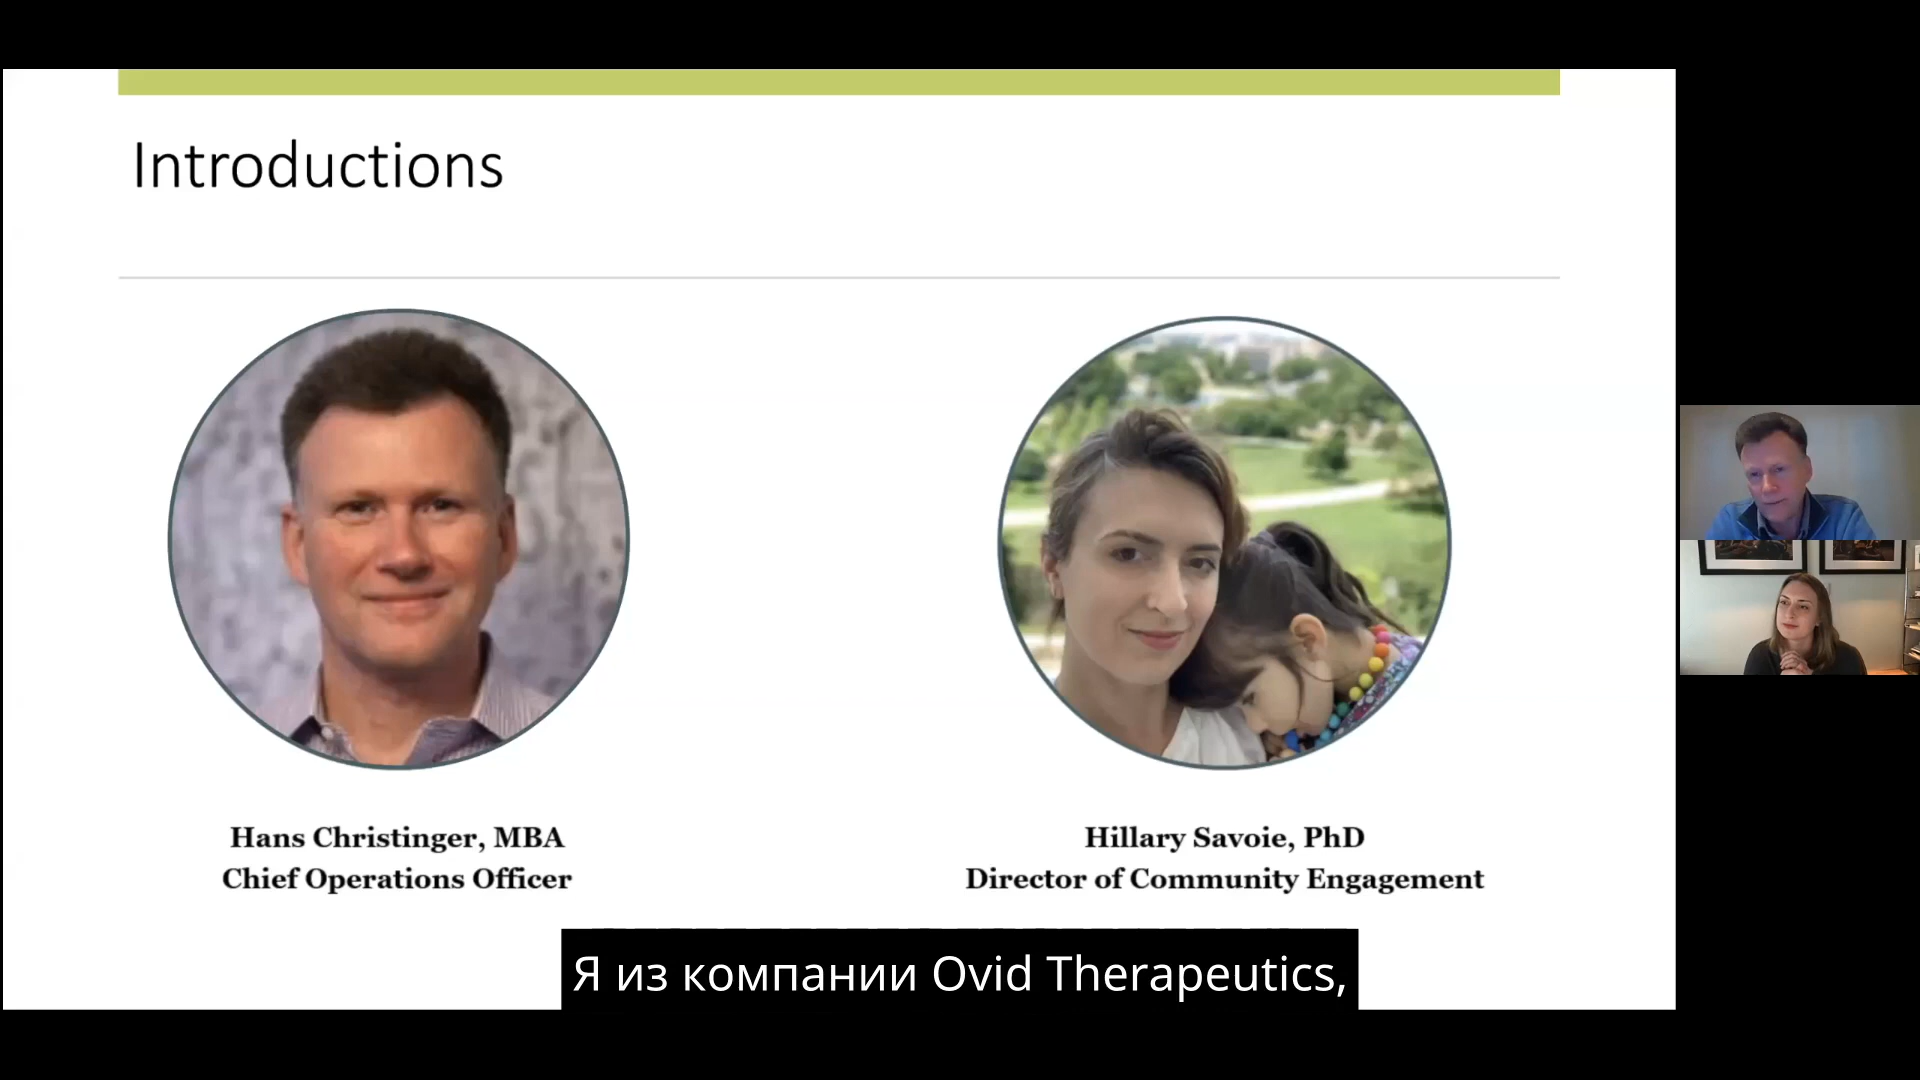 Introductions
Hans Christinger, MBA
Chief Operations Officer
Hillary Savoie, PhD
Director of Community Engagement
Я из компании Ovid Therapeutics,